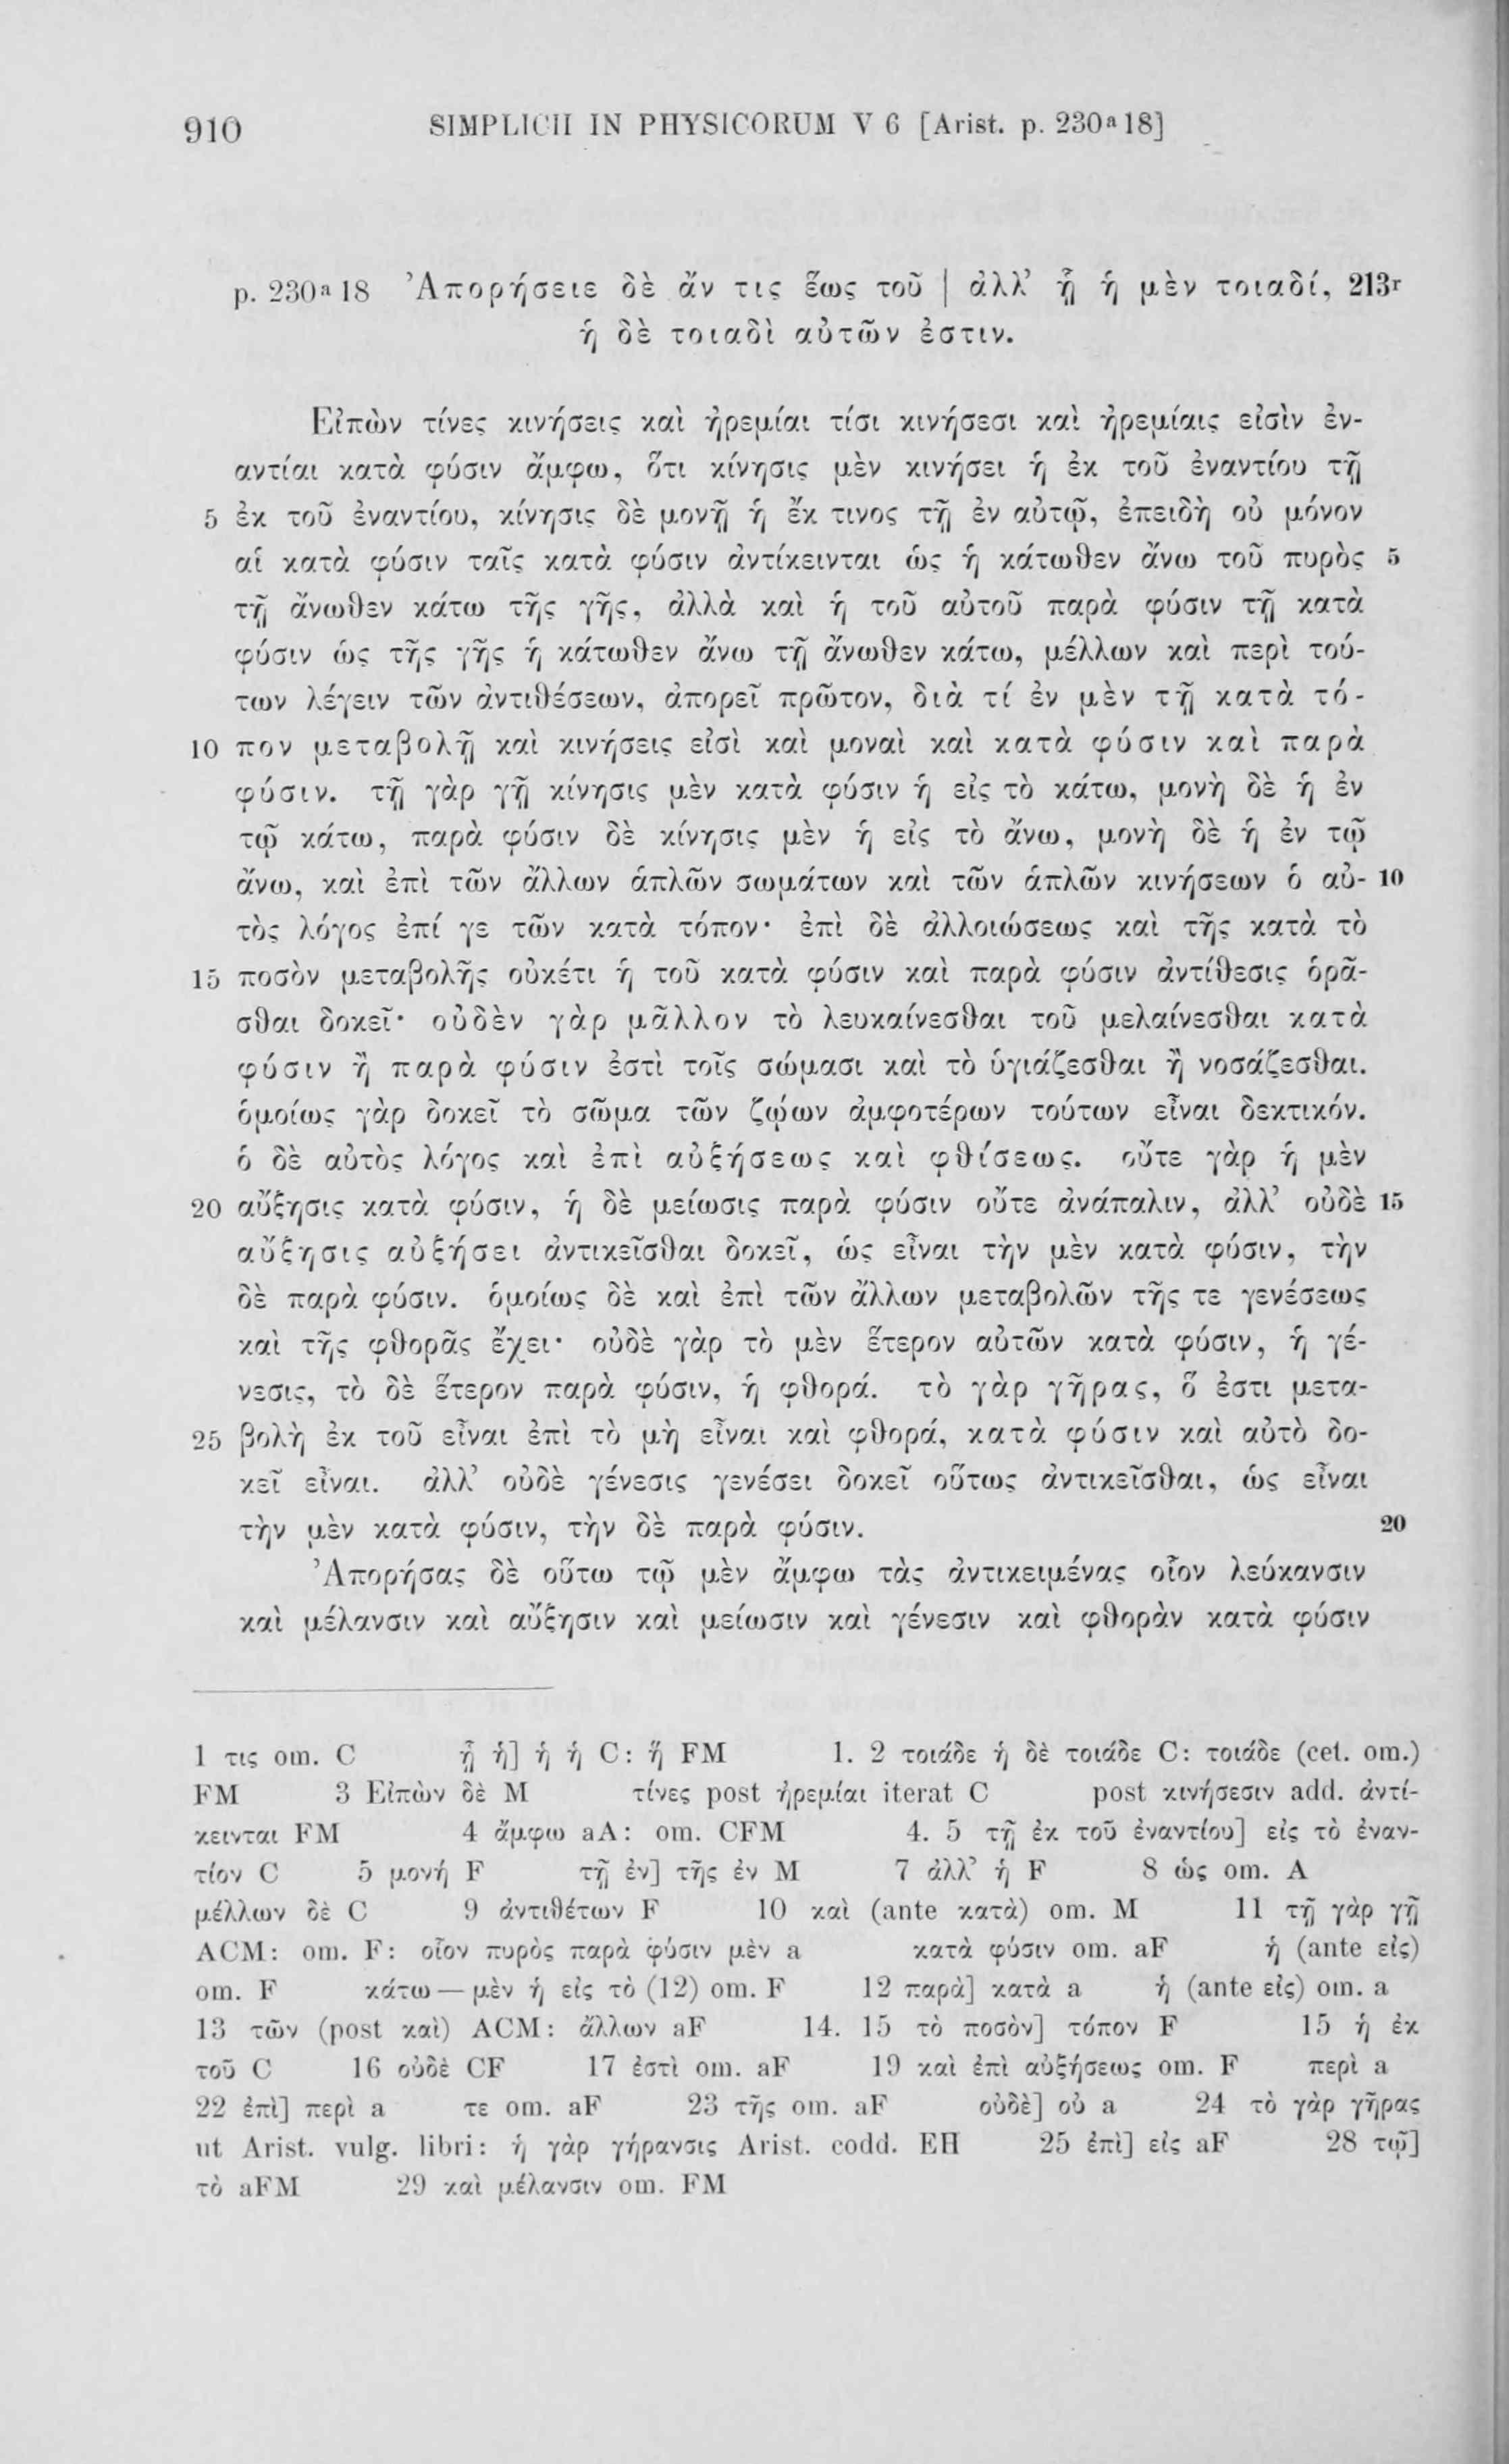 910 SIMPLICII IN PHYSICORUM V 6 [Arist. p. 230ª18]
p. 230ª18 Ἀπορήσειε δὲ ἄν τις ἕως τοῦ | ἀλλ’ ᾗ ἡ μὲν τοιαδί, 213ʳ
ἡ δὲ τοιαδὶ αὐτῶν ἐστιν.
Εἰπὼν τίνες κινήσεις καὶ ἠρεμίαι τίσι κινήσεσι καὶ ἠρεμίαις εἰσὶν ἐν-
αντίαι κατὰ φύσιν ἄμφω, ὅτι κίνησις μὲν κινήσει ἡ ἐκ τοῦ ἐναντίου τῇ
5 ἐκ τοῦ ἐναντίου, κίνησις δὲ μονῇ ἡ ἔκ τινος τῇ ἐν αὐτῷ, ἐπειδὴ οὐ μόνον
αἱ κατὰ φύσιν ταῖς κατὰ φύσιν ἀντίκεινται ὡς ἡ κάτωθεν ἄνω τοῦ πυρὸς 5
τῇ ἄνωθεν κάτω τῆς γῆς, ἀλλὰ καὶ ἡ τοῦ αὐτοῦ παρὰ φύσιν τῇ κατὰ
φύσιν ὡς τῆς γῆς ἡ κάτωθεν ἄνω τῇ ἄνωθεν κάτω, μέλλων καὶ περὶ τού-
των λέγειν τῶν ἀντιθέσεων, ἀπορεῖ πρῶτον, διὰ τί ἐν μὲν τῇ κατὰ τό-
10 πον μεταβολῇ καὶ κινήσεις εἰσὶ καὶ μοναὶ καὶ κατὰ φύσιν καὶ παρὰ
φύσιν. τῇ γὰρ γῇ κίνησις μὲν κατὰ φύσιν ἡ εἰς τὸ κάτω, μονὴ δὲ ἡ ἐν
τῷ κάτω, παρὰ φύσιν δὲ κίνησις μὲν ἡ εἰς τὸ ἄνω, μονὴ δὲ ἡ ἐν τῷ
ἄνω, καὶ ἐπὶ τῶν ἄλλων ἁπλῶν σωμάτων καὶ τῶν ἁπλῶν κινήσεων ὁ αὐ- 10
τὸς λόγος ἐπί γε τῶν κατὰ τόπον· ἐπὶ δὲ ἀλλοιώσεως καὶ τῆς κατὰ τὸ
15 ποσὸν μεταβολῆς οὐκέτι ἡ τοῦ κατὰ φύσιν καὶ παρὰ φύσιν ἀντίθεσις ὁρᾶ-
σθαι δοκεῖ· οὐδὲν γὰρ μᾶλλον τὸ λευκαίνεσθαι τοῦ μελαίνεσθαι κατὰ
φύσιν ἢ παρὰ φύσιν ἐστὶ τοῖς σώμασι καὶ τὸ ὑγιάζεσθαι ἢ νοσάζεσθαι.
ὁμοίως γὰρ δοκεῖ τὸ σῶμα τῶν ζῴων ἀμφοτέρων τούτων εἶναι δεκτικόν.
ὁ δὲ αὐτὸς λόγος καὶ ἐπὶ αὐξήσεως καὶ φθίσεως. οὔτε γὰρ ἡ μὲν
20 αὔξησις κατὰ φύσιν, ἡ δὲ μείωσις παρὰ φύσιν οὔτε ἀνάπαλιν, ἀλλ’ οὐδὲ 15
αὔξησις αὐξήσει ἀντικεῖσθαι δοκεῖ, ὡς εἶναι τὴν μὲν κατὰ φύσιν, τὴν
δὲ παρὰ φύσιν. ὁμοίως δὲ καὶ ἐπὶ τῶν ἄλλων μεταβολῶν τῆς τε γενέσεως
καὶ τῆς φθορᾶς ἔχει· οὐδὲ γὰρ τὸ μὲν ἕτερον αὐτῶν κατὰ φύσιν, ἡ γέ-
νεσις, τὸ δὲ ἕτερον παρὰ φύσιν, ἡ φθορά. τὸ γὰρ γῆρας, ὅ ἐστι μετα-
25 βολὴ ἐκ τοῦ εἶναι ἐπὶ τὸ μὴ εἶναι καὶ φθορά, κατὰ φύσιν καὶ αὐτὸ δο-
κεῖ εἶναι. ἀλλ’ οὐδὲ γένεσις γενέσει δοκεῖ οὕτως ἀντικεῖσθαι, ὡς εἶναι
τὴν μὲν κατὰ φύσιν, τὴν δὲ παρὰ φύσιν. 20
Ἀπορήσας δὲ οὕτω τῷ μὲν ἄμφω τὰς ἀντικειμένας οἷον λεύκανσιν
καὶ μέλανσιν καὶ αὔξησιν καὶ μείωσιν καὶ γένεσιν καὶ φθορὰν κατὰ φύσιν
1 τις om. C ᾗ ἡ] ἡ ἡ C: ἤ FM 1. 2 τοιάδε ἡ δὲ τοιάδε C: τοιάδε (cet. om.)
FM 3 Εἰπὼν δὲ M τίνες post ἠρεμίαι iterat C post κινήσεσιν add. ἀντί-
κεινται FM 4 ἄμφω aA: om. CFM 4. 5 τῇ ἐκ τοῦ ἐναντίου] εἰς τὸ ἐναν-
τίον C 5 μονή F τῇ ἐν] τῆς ἐν M 7 ἀλλ’ ἡ F 8 ὡς om. A
μέλλων δὲ C 9 ἀντιθέτων F 10 καὶ (ante κατὰ) om. M 11 τῇ γὰρ γῇ
ACM: om. F: οἷον πυρὸς παρὰ φύσιν μὲν a κατὰ φύσιν om. aF ἡ (ante εἰς)
om. F κάτω — μὲν ἡ εἰς τὸ (12) om. F 12 παρὰ] κατὰ a ἡ (ante εἰς) om. a
13 τῶν (post καὶ) ACM: ἄλλων aF 14. 15 τὸ ποσὸν] τόπον F 15 ἡ ἐκ
τοῦ C 16 οὐδὲ CF 17 ἐστὶ om. aF 19 καὶ ἐπὶ αὐξήσεως om. F περὶ a
22 ἐπὶ] περὶ a τε om. aF 23 τῆς om. aF οὐδὲ] οὐ a 24 τὸ γὰρ γῆρας
ut Arist. vulg. libri: ἡ γὰρ γήρανσις Arist. codd. EH 25 ἐπὶ] εἰς aF 28 τῷ]
τὸ aFM 29 καὶ μέλανσιν om. FM